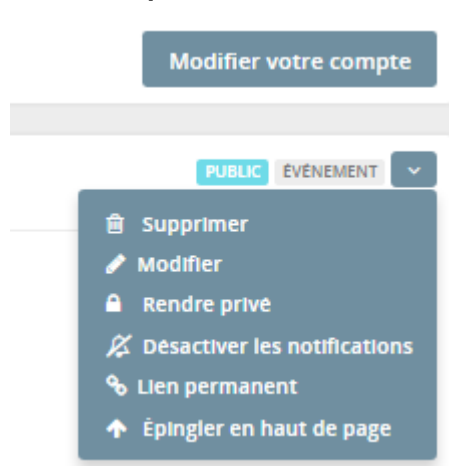 Modifier votre compte
PUBLIC ÉVÉNEMENT
Supprimer
Modifier
Rendre privé
Désactiver les notifications
Lien permanent
Épingler en haut de page